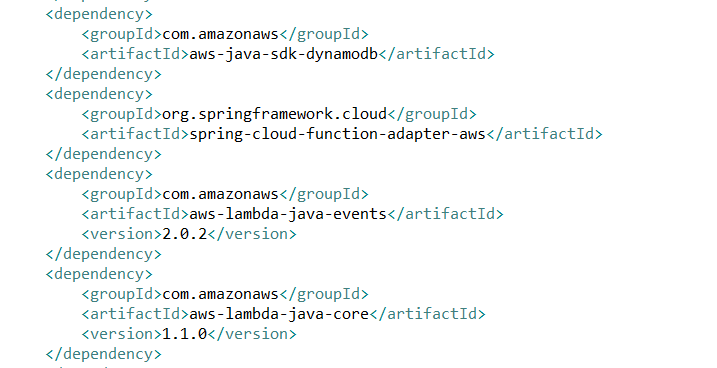 <dependency>
<groupId>com.amazonaws</groupId>
<artifactId>aws-java-sdk-dynamodb</artifactId>
</dependency>
<dependency>
<groupId>org.springframework.cloud</groupId>
<artifactId>spring-cloud-function-adapter-aws</artifactId>
</dependency>
<dependency>
<groupId>com.amazonaws</groupId>
<artifactId>aws-lambda-java-events</artifactId>
<version>2.0.2</version>
</dependency>
<dependency>
<groupId>com.amazonaws</groupId>
<artifactId>aws-lambda-java-core</artifactId>
<version>1.1.0</version>
</dependency>